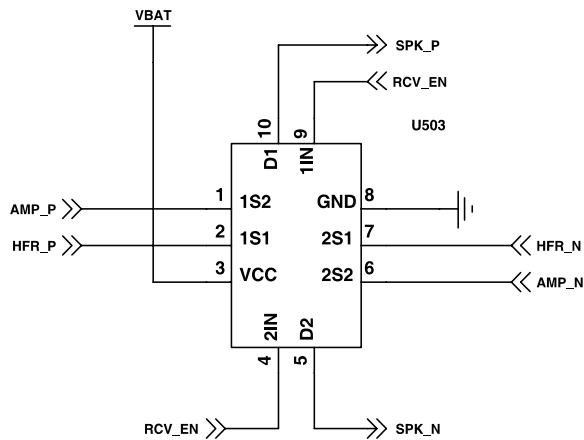 VBAT
SPK_P
RCV_EN
U503
10 9
D1 1IN
AMP_P 1 1S2 GND 8
HFR_P 2 1S1 2S1 7 HFR_N
3 VCC 2S2 6 AMP_N
2IN D2
4 5
RCV_EN SPK_N